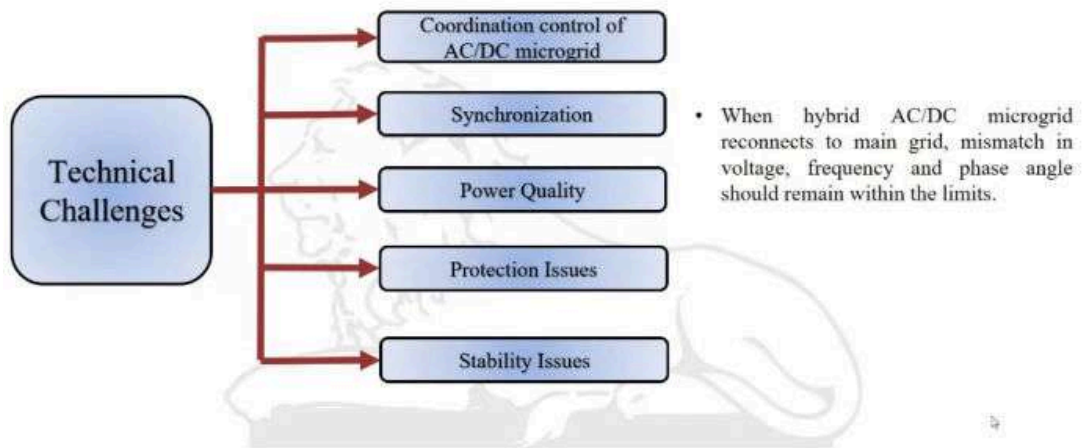 Coordination control of
AC/DC microgrid
Technical
Challenges
Synchronization
Power Quality
Protection Issues
Stability Issues
• When hybrid AC/DC microgrid
reconnects to main grid, mismatch in
voltage, frequency and phase angle
should remain within the limits.